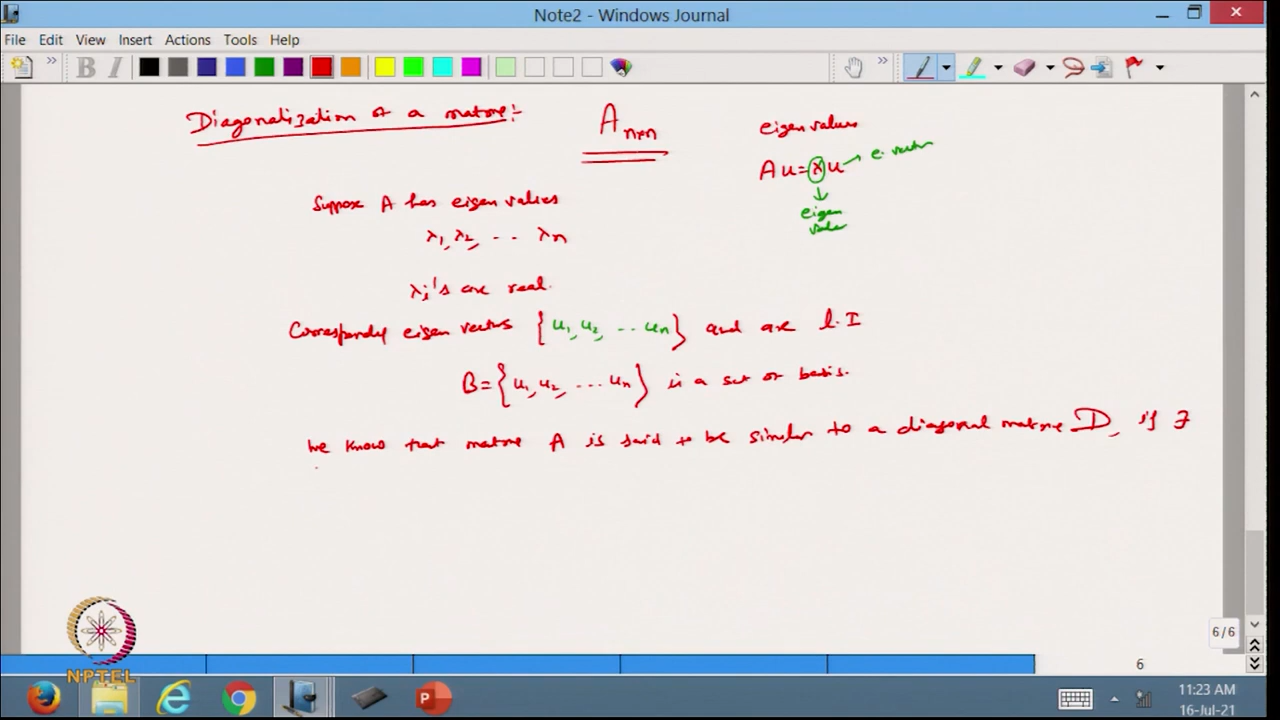 Note2 - Windows Journal
File Edit View Insert Actions Tools Help
Diagonalization of a matrix :-
A n×n
eigen values
Au = λu → e. vector
eigen value
Suppose A has eigen values
λ1, λ2, ... λn
λi's are real.
Correspondy eigen vectors {u1, u2, ... un} and are L.I
B = {u1, u2, ... un} is a set of basis.
We know that matrix A is said to be similar to a diagonal matrix D, if ∃
6/6
6
NPTEL
11:23 AM
16-Jul-21